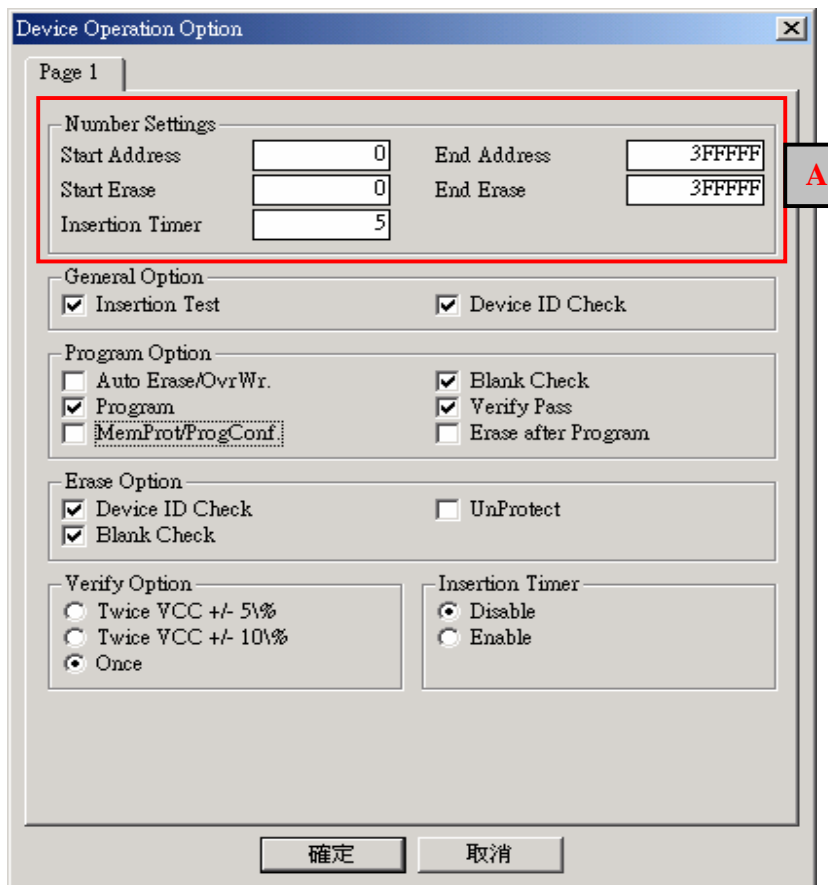 Device Operation Option
Page 1
Number Settings
Start Address 0 End Address 3FFFFF
Start Erase 0 End Erase 3FFFFF
Insertion Timer 5
A
General Option
Insertion Test Device ID Check
Program Option
Auto Erase/OvrWr. Blank Check
Program Verify Pass
MemProt/ProgConf. Erase after Program
Erase Option
Device ID Check UnProtect
Blank Check
Verify Option Insertion Timer
Twice VCC +/- 5\% Disable
Twice VCC +/- 10\% Enable
Once
確定 取消